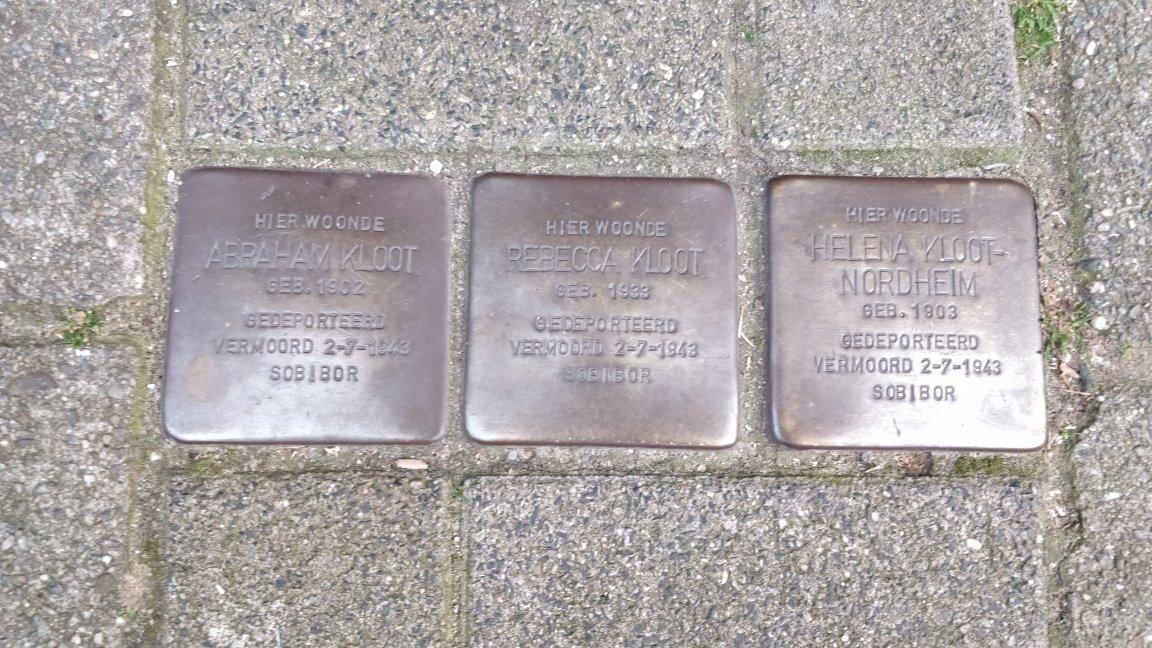 HIER WOONDE
ABRAHAM KLOOT
GEB. 1902
GEDEPORTEERD
VERMOORD 2-7-1943
SOBIBOR
HIER WOONDE
REBECCA KLOOT
GEB. 1933
GEDEPORTEERD
VERMOORD 2-7-1943
SOBIBOR
HIER WOONDE
HELENA KLOOT-
NORDHEIM
GEB. 1903
GEDEPORTEERD
VERMOORD 2-7-1943
SOBIBOR